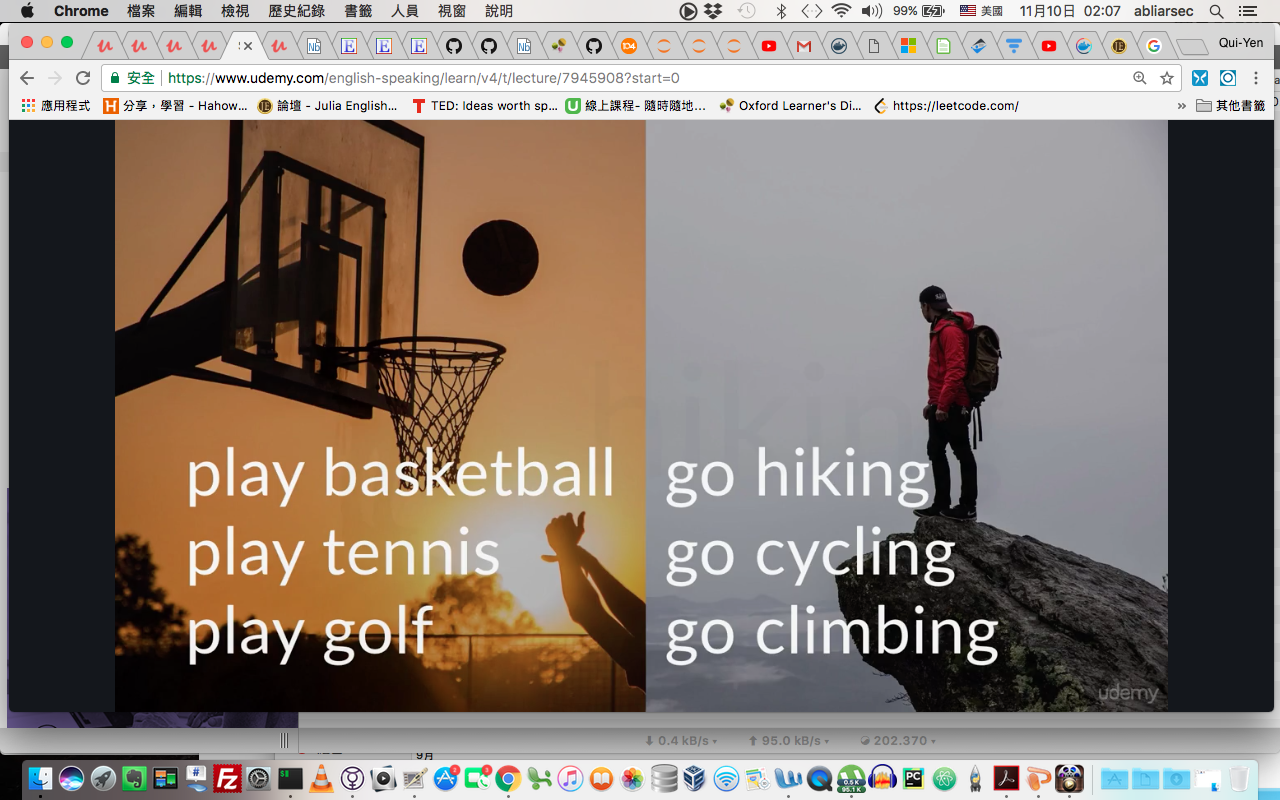 Chrome 檔案 編輯 檢視 歷史紀錄 書籤 人員 視窗 說明 99% 美國 11月10日 02:07 abliarsec
Qui-Yen
安全 https://www.udemy.com/english-speaking/learn/v4/t/lecture/7945908?start=0
應用程式 分享，學習 - Hahow... 論壇 - Julia English... TED: Ideas worth sp... 線上課程- 隨時隨地... Oxford Learner's Di... https://leetcode.com/ » 其他書籤
hiking
play basketball
play tennis
play golf
go hiking
go cycling
go climbing
udemy
0.4 kB/s 95.0 kB/s 202.370
9月